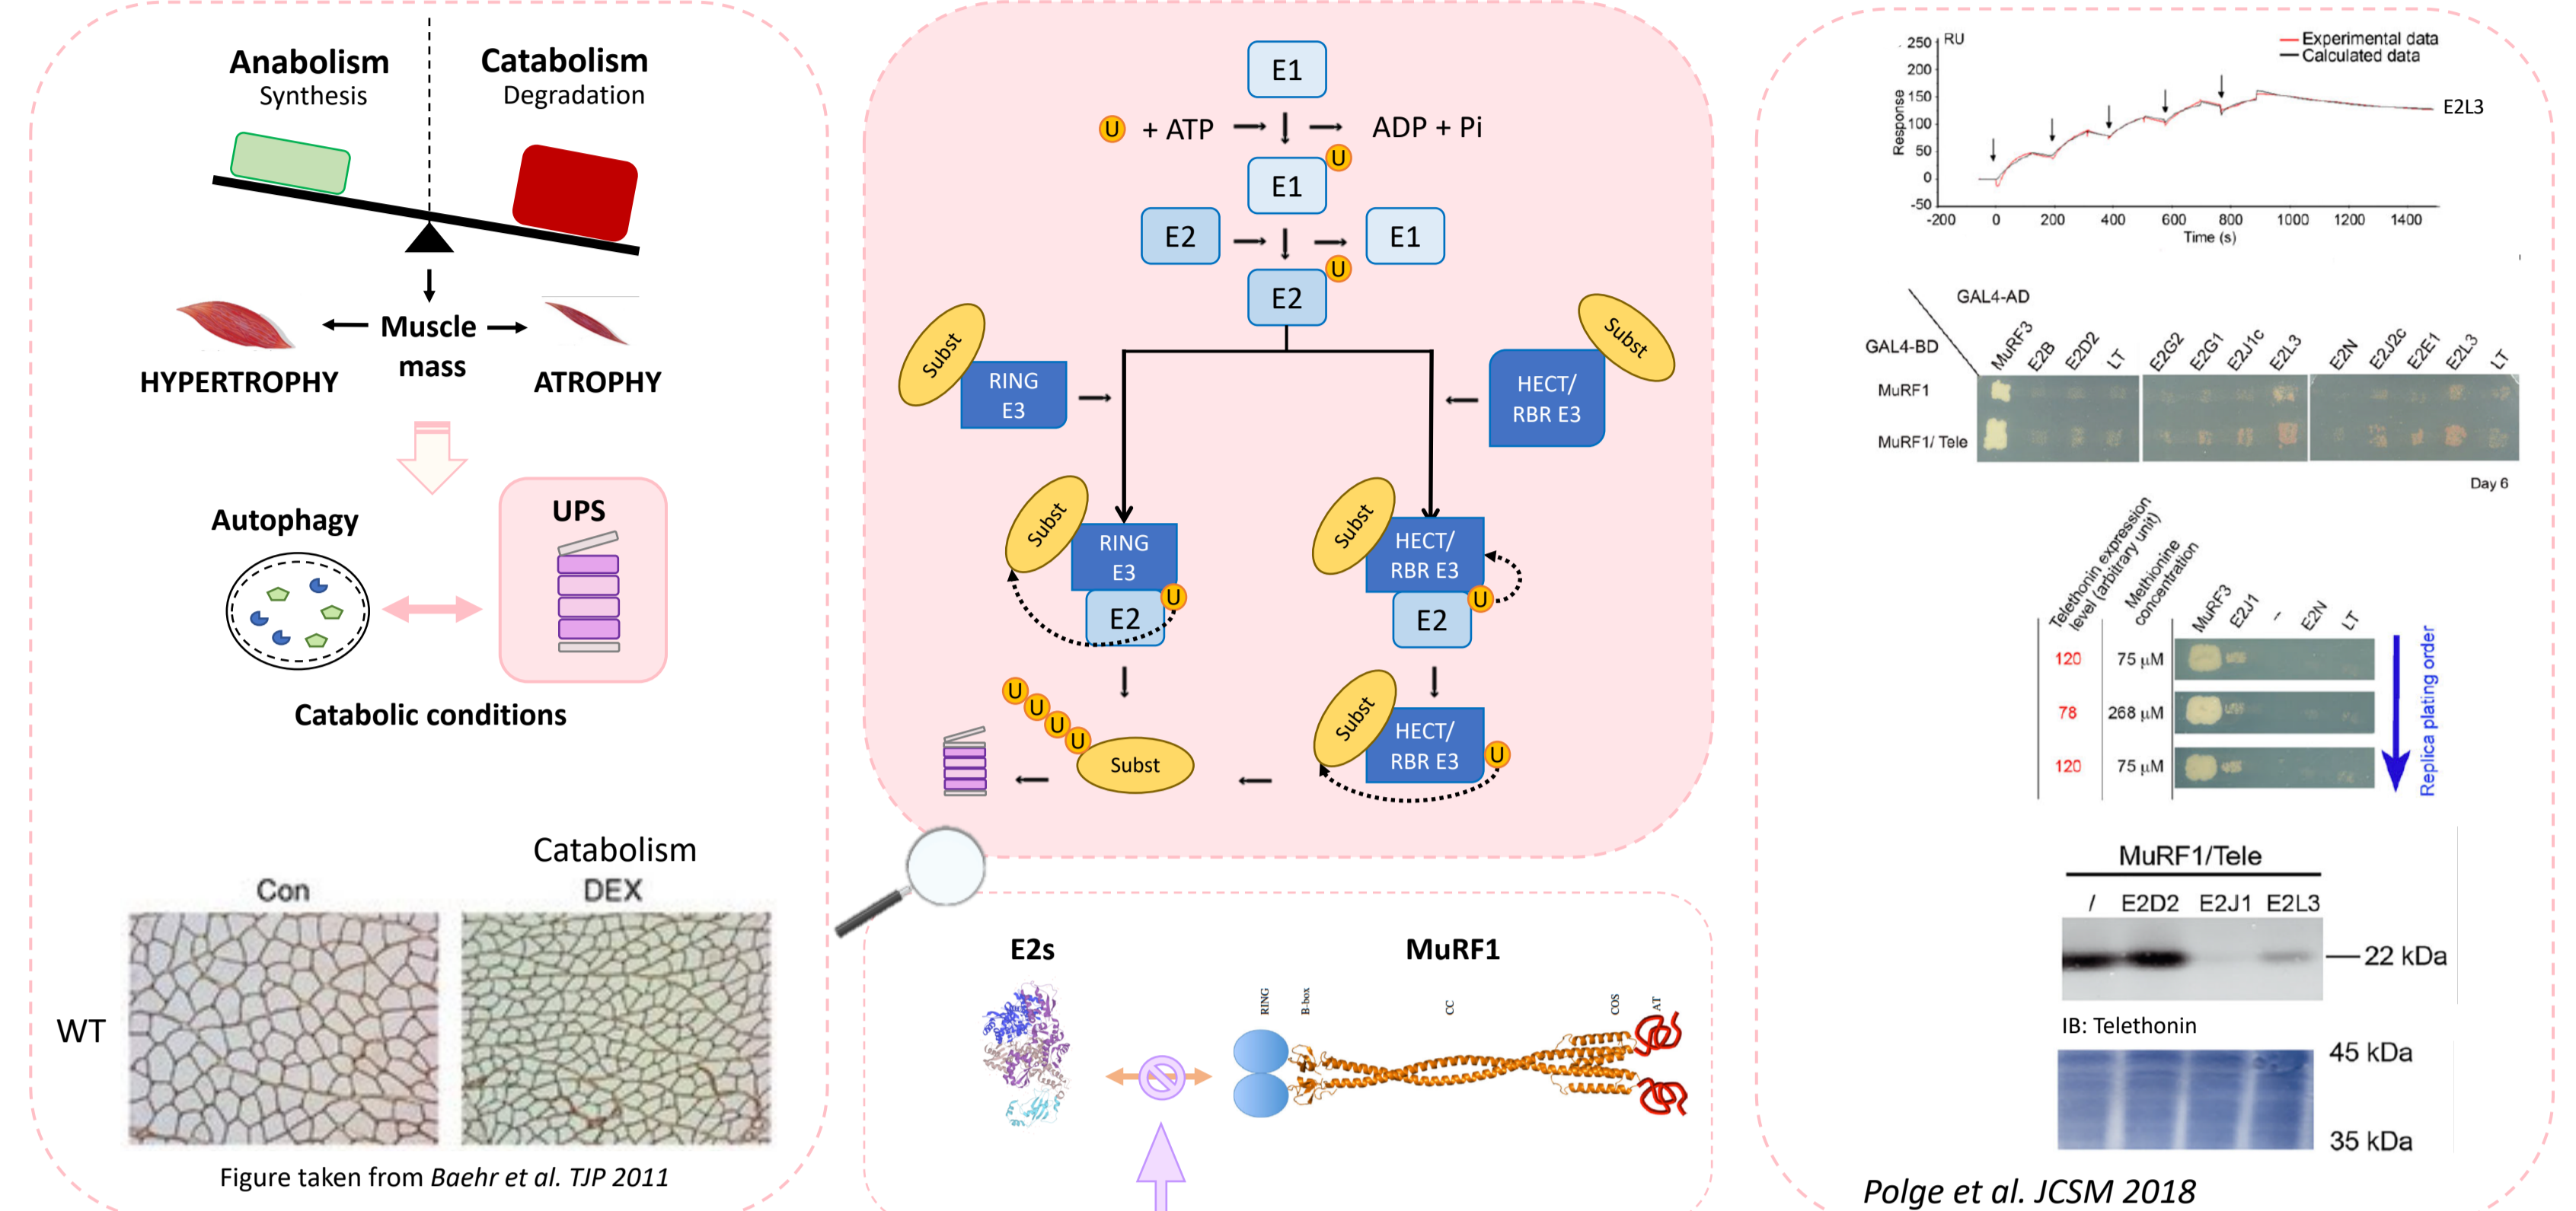 Anabolism
Synthesis
Catabolism
Degradation
Muscle
mass
HYPERTROPHY
ATROPHY
Autophagy
UPS
Catabolic conditions
Catabolism
Con
DEX
WT
Figure taken from Baehr et al. TJP 2011
E1
U + ATP
ADP + Pi
U
E1
E2
E1
U
E2
Subst
RING
E3
Subst
HECT/
RBR E3
Subst
RING
E3
U
E2
Subst
HECT/
RBR E3
U
E2
U
U
U
U
Subst
Subst
HECT/
RBR E3
U
E2s
MuRF1
RING
B-box
CC
COS
AT
250
RU
200
150
100
50
0
-50
Response
-200 0 200 400 600 800 1000 1200 1400
Time (s)
Experimental data
Calculated data
E2L3
GAL4-AD
GAL4-BD
MuRF3 E2B E2D2 LT E2G2 E2G1 E2J1c E2L3 E2N E2J2c E2E1 E2L3 LT
MuRF1
MuRF1/ Tele
Day 6
Telethonin expression
level (arbitrary unit)
Methionine
concentration
MuRF3 E2J1 – E2N LT
120 75 µM
78 268 µM
120 75 µM
Replica plating order
MuRF1/Tele
/ E2D2 E2J1 E2L3
22 kDa
IB: Telethonin
45 kDa
35 kDa
Polge et al. JCSM 2018